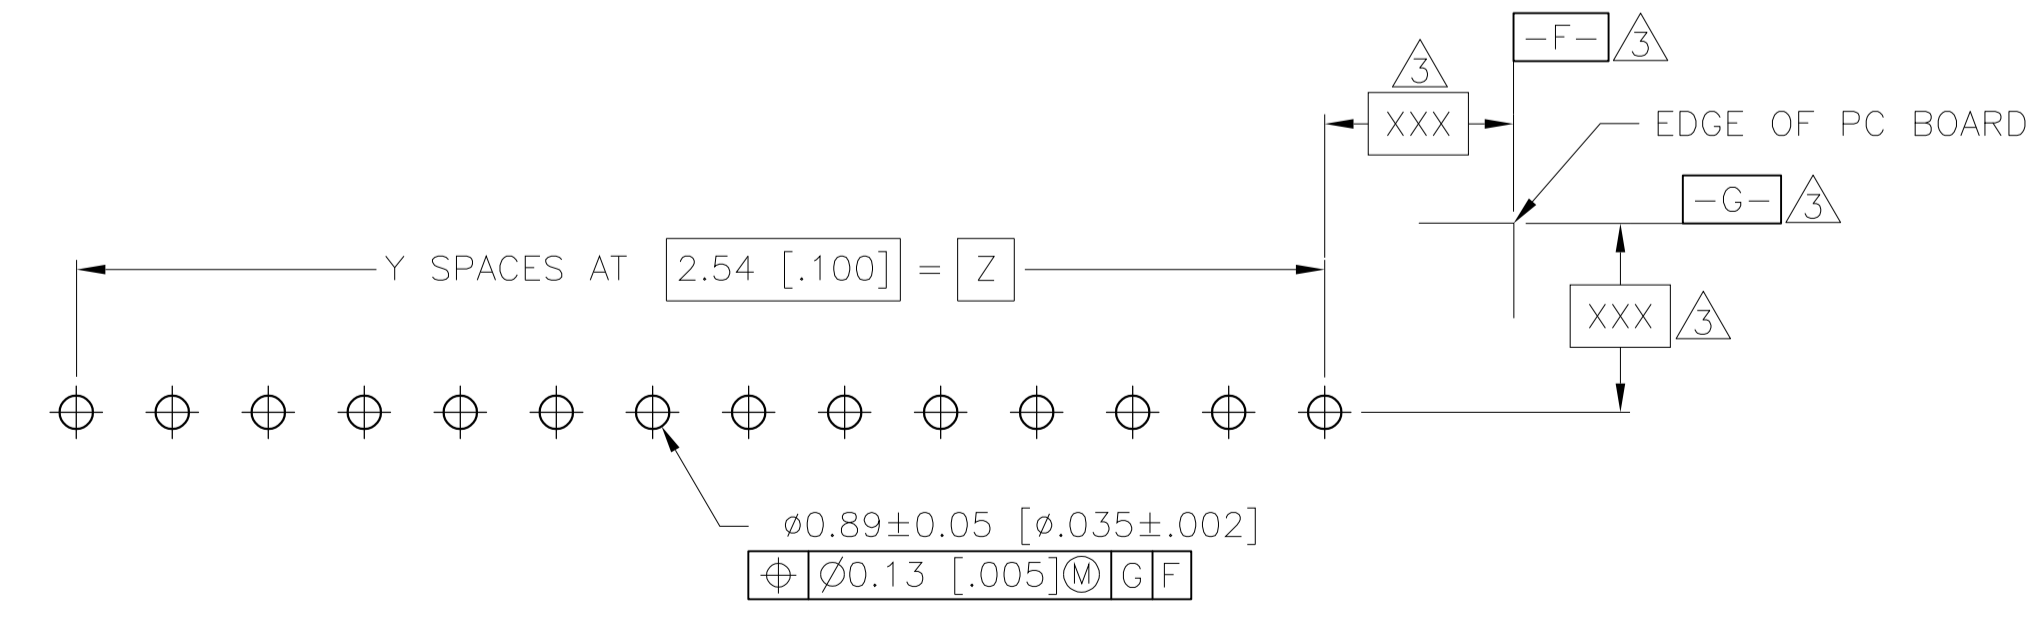 -F- 3
3
XXX
EDGE OF PC BOARD
-G- 3
Y SPACES AT 2.54 [.100] = Z
XXX 3
ø0.89±0.05 [ø.035±.002]
⌖ Ø0.13 [.005]Ⓜ G F